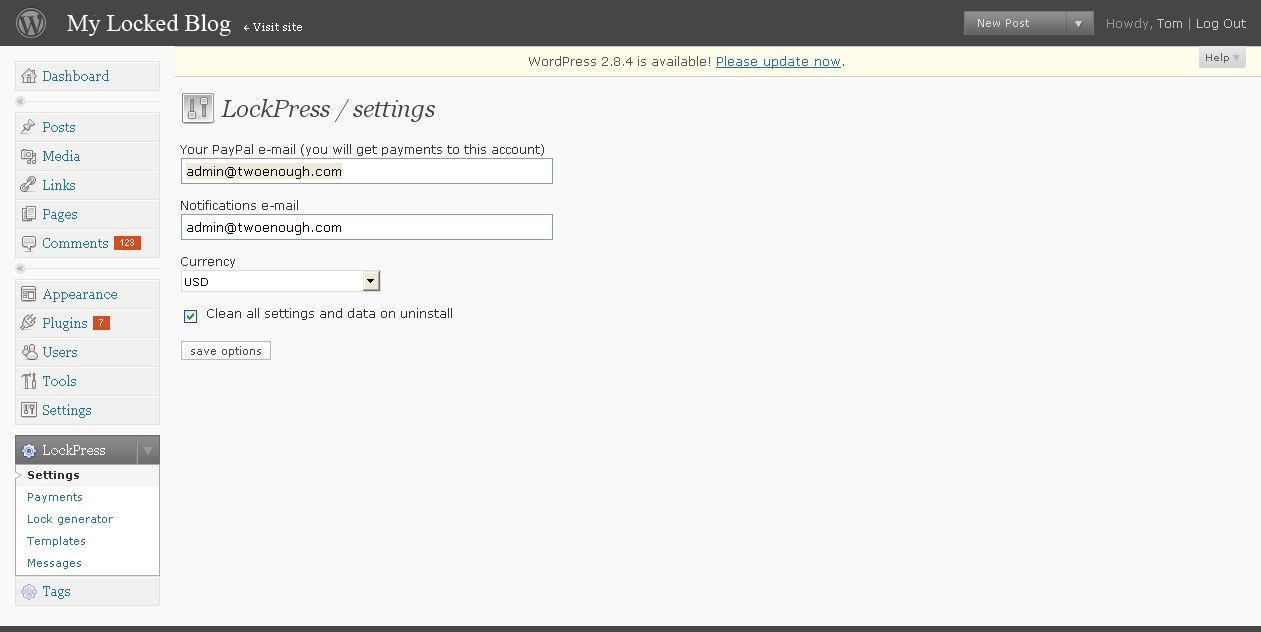 My Locked Blog ← Visit site
New Post
Howdy, Tom | Log Out
WordPress 2.8.4 is available! Please update now.
Help
Dashboard
Posts
Media
Links
Pages
Comments 123
Appearance
Plugins 7
Users
Tools
Settings
LockPress
Settings
Payments
Lock generator
Templates
Messages
Tags
LockPress / settings
Your PayPal e-mail (you will get payments to this account)
admin@twoenough.com
Notifications e-mail
admin@twoenough.com
Currency
USD
Clean all settings and data on uninstall
save options